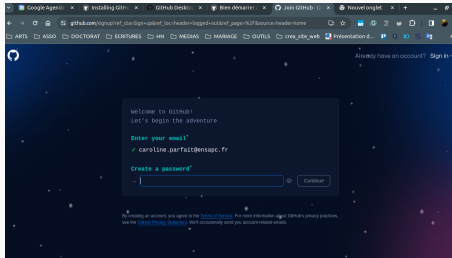 Google Agenda
Installing Git
GitHub Desktop
Bien démarrer
Join GitHub · G
Nouvel onglet
github.com/signup?ref_cta=Sign+up&ref_loc=header+logged+out&ref_page=%2F&source=header-home
ARTS ASSO DOCTORAT ECRITURES HN MEDIAS MARIAGE OUTILS crea_site_web Présentation d...
Already have an account? Sign in
Welcome to GitHub!
Let's begin the adventure
Enter your email*
✓ caroline.parfait@ensapc.fr
Create a password*
→
Continue
By creating an account, you agree to the Terms of Service. For more information about GitHub's privacy practices,
see the GitHub Privacy Statement. We'll occasionally send you account-related emails.